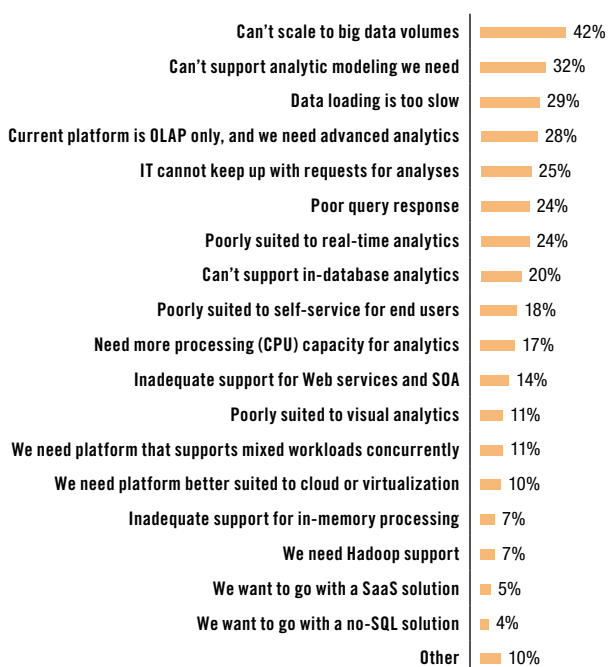 Can't scale to big data volumes 42%
Can't support analytic modeling we need 32%
Data loading is too slow 29%
Current platform is OLAP only, and we need advanced analytics 28%
IT cannot keep up with requests for analyses 25%
Poor query response 24%
Poorly suited to real-time analytics 24%
Can't support in-database analytics 20%
Poorly suited to self-service for end users 18%
Need more processing (CPU) capacity for analytics 17%
Inadequate support for Web services and SOA 14%
Poorly suited to visual analytics 11%
We need platform that supports mixed workloads concurrently 11%
We need platform better suited to cloud or virtualization 10%
Inadequate support for in-memory processing 7%
We need Hadoop support 7%
We want to go with a SaaS solution 5%
We want to go with a no-SQL solution 4%
Other 10%